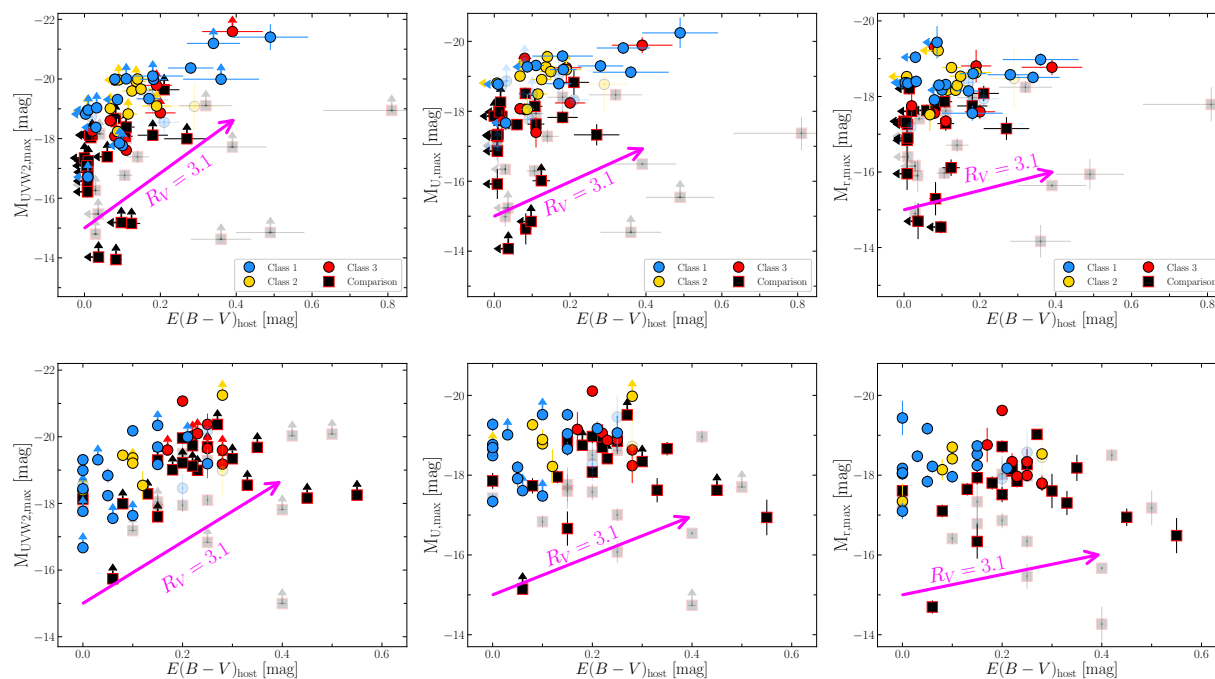 −22
−20
−18
−16
−14
M_UVW2,max [mag]
R_V = 3.1
Class 1
Class 2
Class 3
Comparison
0.0 0.2 0.4 0.6 0.8
E(B − V)_host [mag]
−20
−18
−16
−14
M_U,max [mag]
R_V = 3.1
Class 1
Class 2
Class 3
Comparison
0.0 0.2 0.4 0.6 0.8
E(B − V)_host [mag]
−20
−18
−16
−14
M_r,max [mag]
R_V = 3.1
Class 1
Class 2
Class 3
Comparison
0.0 0.2 0.4 0.6 0.8
E(B − V)_host [mag]
−22
−20
−18
−16
−14
M_UVW2,max [mag]
R_V = 3.1
0.0 0.2 0.4 0.6
E(B − V)_host [mag]
−20
−18
−16
−14
M_U,max [mag]
R_V = 3.1
0.0 0.2 0.4 0.6
E(B − V)_host [mag]
−20
−18
−16
−14
M_r,max [mag]
R_V = 3.1
0.0 0.2 0.4 0.6
E(B − V)_host [mag]